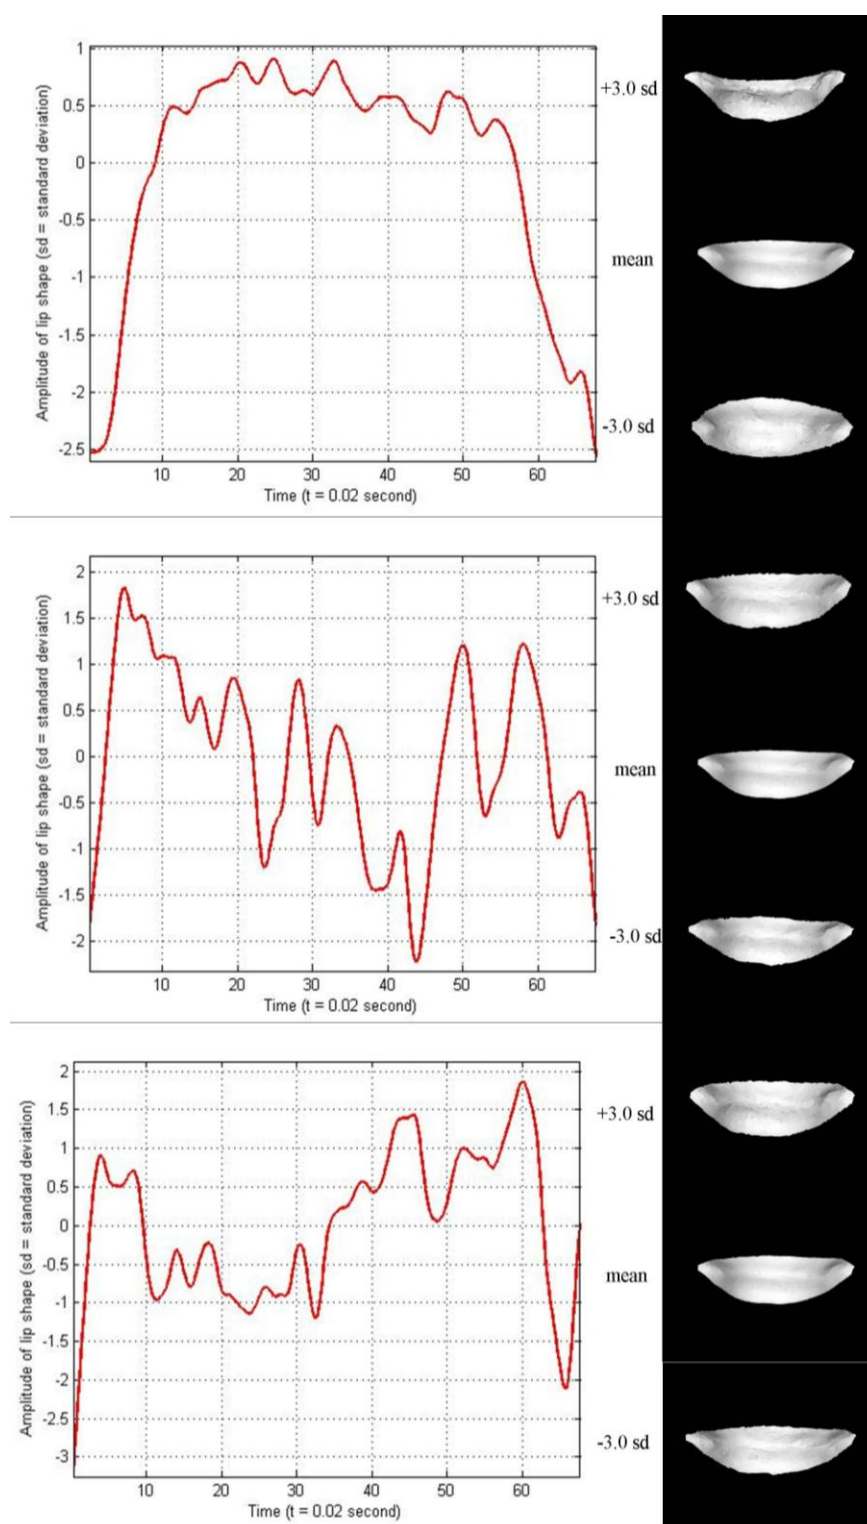 Amplitude of lip shape (sd = standard deviation)
1
0.5
0
-0.5
-1
-1.5
-2
-2.5
10 20 30 40 50 60
Time (t = 0.02 second)
+3.0 sd
mean
-3.0 sd
Amplitude of lip shape (sd = standard deviation)
2
1.5
1
0.5
0
-0.5
-1
-1.5
-2
10 20 30 40 50 60
Time (t = 0.02 second)
+3.0 sd
mean
-3.0 sd
Amplitude of lip shape (sd = standard deviation)
2
1.5
1
0.5
0
-0.5
-1
-1.5
-2
-2.5
-3
10 20 30 40 50 60
Time (t = 0.02 second)
+3.0 sd
mean
-3.0 sd